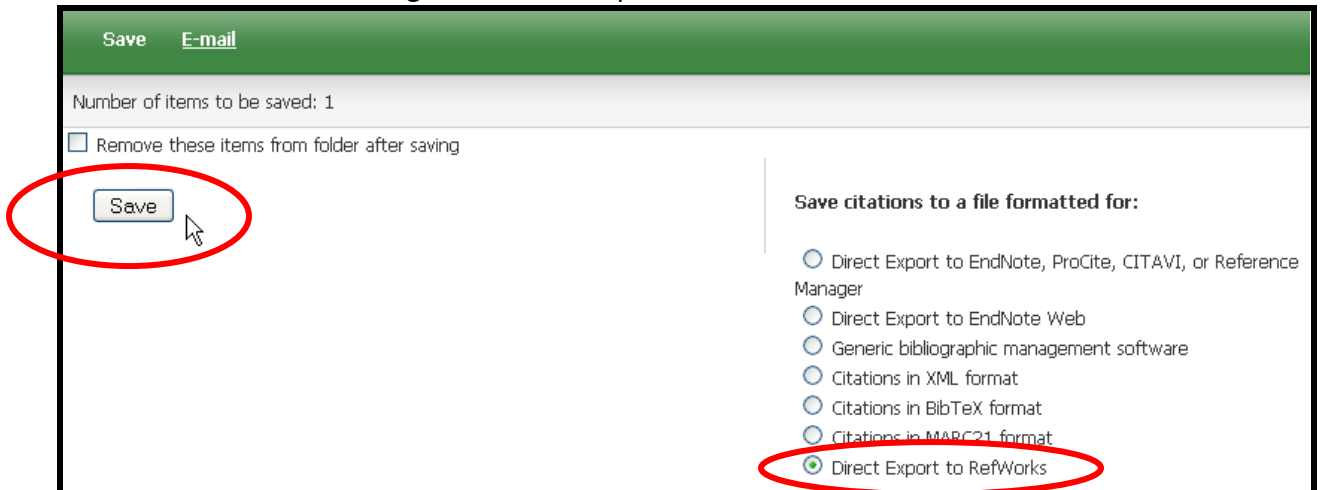 Save E-mail
Number of items to be saved: 1
Remove these items from folder after saving
Save
Save citations to a file formatted for:
Direct Export to EndNote, ProCite, CITAVI, or Reference
Manager
Direct Export to EndNote Web
Generic bibliographic management software
Citations in XML format
Citations in BibTeX format
Citations in MARC21 format
Direct Export to RefWorks